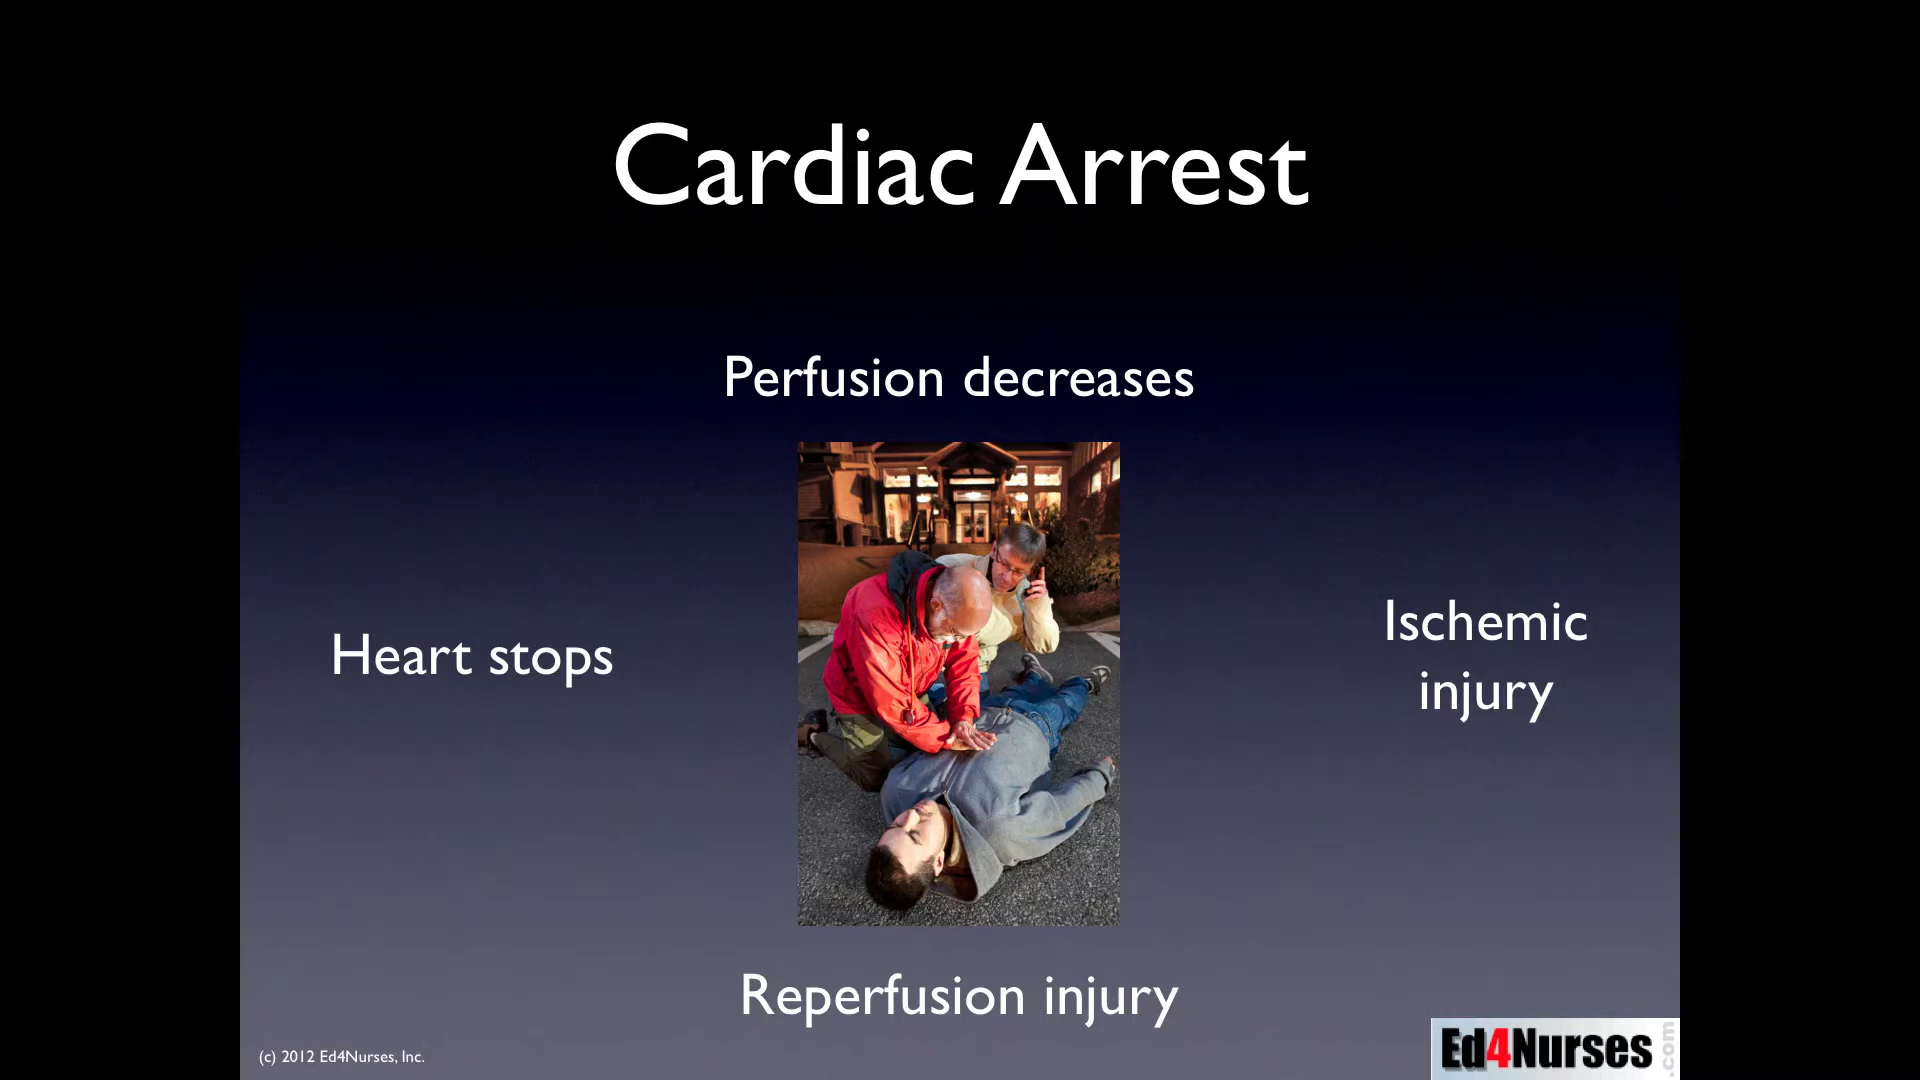 Cardiac Arrest
Perfusion decreases
Heart stops
Ischemic
injury
Reperfusion injury
(c) 2012 Ed4Nurses, Inc.
Ed4Nurses
.com